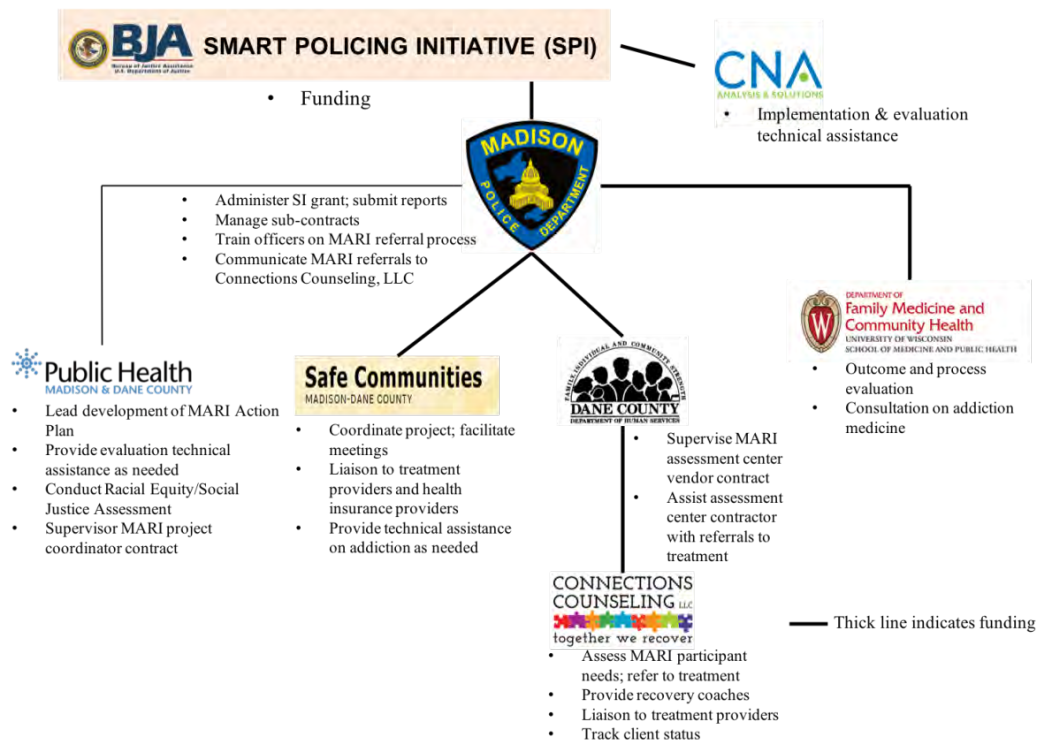 BJA
Bureau of Justice Assistance
U.S. Department of Justice
SMART POLICING INITIATIVE (SPI)
• Funding
CNA
ANALYSIS & SOLUTIONS
• Implementation & evaluation
technical assistance
MADISON
POLICE
DEPARTMENT
• Administer SI grant; submit reports
• Manage sub-contracts
• Train officers on MARI referral process
• Communicate MARI referrals to
Connections Counseling, LLC
Public Health
MADISON & DANE COUNTY
• Lead development of MARI Action
Plan
• Provide evaluation technical
assistance as needed
• Conduct Racial Equity/Social
Justice Assessment
• Supervisor MARI project
coordinator contract
Safe Communities
MADISON-DANE COUNTY
• Coordinate project; facilitate
meetings
• Liaison to treatment
providers and health
insurance providers
• Provide technical assistance
on addiction as needed
FAMILY, INDIVIDUAL AND COMMUNITY STRENGTH
DANE COUNTY
DEPARTMENT OF HUMAN SERVICES
• Supervise MARI
assessment center
vendor contract
• Assist assessment
center contractor
with referrals to
treatment
W
DEPARTMENT OF
Family Medicine and
Community Health
UNIVERSITY OF WISCONSIN
SCHOOL OF MEDICINE AND PUBLIC HEALTH
• Outcome and process
evaluation
• Consultation on addiction
medicine
CONNECTIONS
COUNSELING LLC
together we recover
• Assess MARI participant
needs; refer to treatment
• Provide recovery coaches
• Liaison to treatment providers
• Track client status
Thick line indicates funding